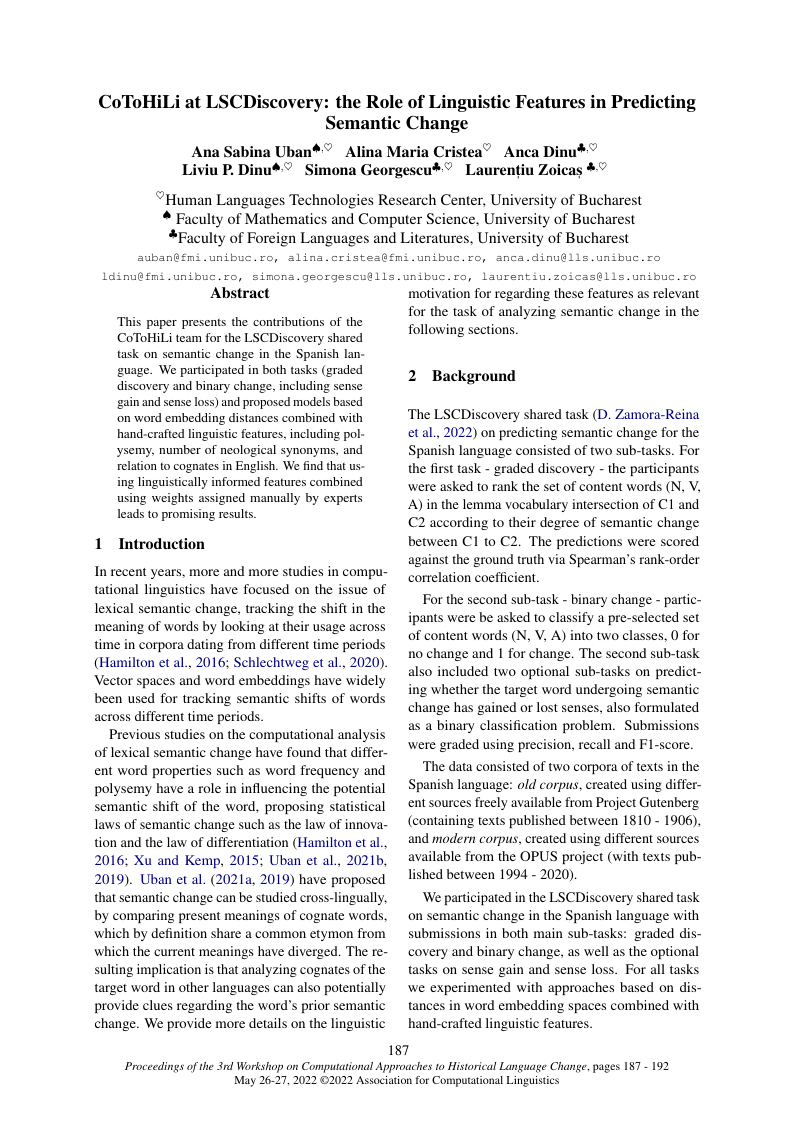 CoToHiLi at LSCDiscovery: the Role of Linguistic Features in Predicting
Semantic Change
Ana Sabina Uban♠,♡ Alina Maria Cristea♡ Anca Dinu♣,♡
Liviu P. Dinu♠,♡ Simona Georgescu♣,♡ Laurențiu Zoicaș ♣,♡
♡Human Languages Technologies Research Center, University of Bucharest
♠ Faculty of Mathematics and Computer Science, University of Bucharest
♣Faculty of Foreign Languages and Literatures, University of Bucharest
auban@fmi.unibuc.ro, alina.cristea@fmi.unibuc.ro, anca.dinu@lls.unibuc.ro
ldinu@fmi.unibuc.ro, simona.georgescu@lls.unibuc.ro, laurentiu.zoicas@lls.unibuc.ro
Abstract
This paper presents the contributions of the
CoToHiLi team for the LSCDiscovery shared
task on semantic change in the Spanish lan-
guage. We participated in both tasks (graded
discovery and binary change, including sense
gain and sense loss) and proposed models based
on word embedding distances combined with
hand-crafted linguistic features, including pol-
ysemy, number of neological synonyms, and
relation to cognates in English. We find that us-
ing linguistically informed features combined
using weights assigned manually by experts
leads to promising results.
1 Introduction
In recent years, more and more studies in compu-
tational linguistics have focused on the issue of
lexical semantic change, tracking the shift in the
meaning of words by looking at their usage across
time in corpora dating from different time periods
(Hamilton et al., 2016; Schlechtweg et al., 2020).
Vector spaces and word embeddings have widely
been used for tracking semantic shifts of words
across different time periods.
Previous studies on the computational analysis
of lexical semantic change have found that differ-
ent word properties such as word frequency and
polysemy have a role in influencing the potential
semantic shift of the word, proposing statistical
laws of semantic change such as the law of innova-
tion and the law of differentiation (Hamilton et al.,
2016; Xu and Kemp, 2015; Uban et al., 2021b,
2019). Uban et al. (2021a, 2019) have proposed
that semantic change can be studied cross-lingually,
by comparing present meanings of cognate words,
which by definition share a common etymon from
which the current meanings have diverged. The re-
sulting implication is that analyzing cognates of the
target word in other languages can also potentially
provide clues regarding the word's prior semantic
change. We provide more details on the linguistic
motivation for regarding these features as relevant
for the task of analyzing semantic change in the
following sections.
2 Background
The LSCDiscovery shared task (D. Zamora-Reina
et al., 2022) on predicting semantic change for the
Spanish language consisted of two sub-tasks. For
the first task - graded discovery - the participants
were asked to rank the set of content words (N, V,
A) in the lemma vocabulary intersection of C1 and
C2 according to their degree of semantic change
between C1 to C2. The predictions were scored
against the ground truth via Spearman's rank-order
correlation coefficient.
For the second sub-task - binary change - partic-
ipants were be asked to classify a pre-selected set
of content words (N, V, A) into two classes, 0 for
no change and 1 for change. The second sub-task
also included two optional sub-tasks on predict-
ing whether the target word undergoing semantic
change has gained or lost senses, also formulated
as a binary classification problem. Submissions
were graded using precision, recall and F1-score.
The data consisted of two corpora of texts in the
Spanish language: old corpus, created using differ-
ent sources freely available from Project Gutenberg
(containing texts published between 1810 - 1906),
and modern corpus, created using different sources
available from the OPUS project (with texts pub-
lished between 1994 - 2020).
We participated in the LSCDiscovery shared task
on semantic change in the Spanish language with
submissions in both main sub-tasks: graded dis-
covery and binary change, as well as the optional
tasks on sense gain and sense loss. For all tasks
we experimented with approaches based on dis-
tances in word embedding spaces combined with
hand-crafted linguistic features.
187
Proceedings of the 3rd Workshop on Computational Approaches to Historical Language Change, pages 187 - 192
May 26-27, 2022 ©2022 Association for Computational Linguistics